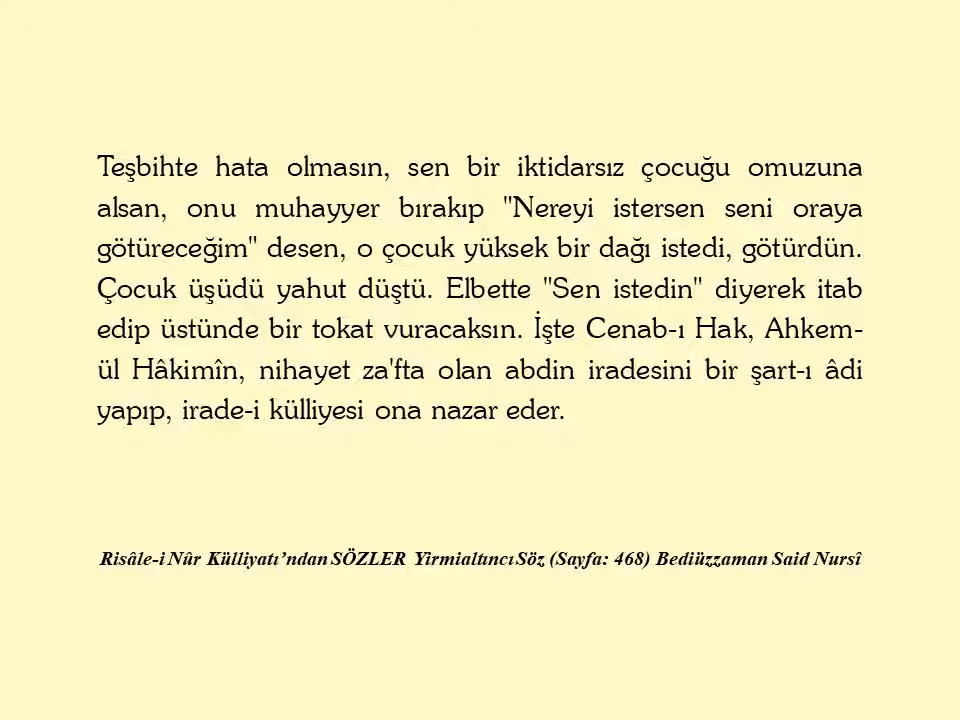 Teşbihte hata olmasın, sen bir iktidarsız çocuğu omuzuna
alsan, onu muhayyer bırakıp "Nereyi istersen seni oraya
götüreceğim" desen, o çocuk yüksek bir dağı istedi, götürdün.
Çocuk üşüdü yahut düştü. Elbette "Sen istedin" diyerek itab
edip üstünde bir tokat vuracaksın. İşte Cenab-ı Hak, Ahkem-
ül Hâkimîn, nihayet za'fta olan abdin iradesini bir şart-ı âdi
yapıp, irade-i külliyesi ona nazar eder.
Risâle-i Nûr Külliyatı’ndan SÖZLER Yirmialtıncı Söz (Sayfa: 468) Bediüzzaman Said Nursî